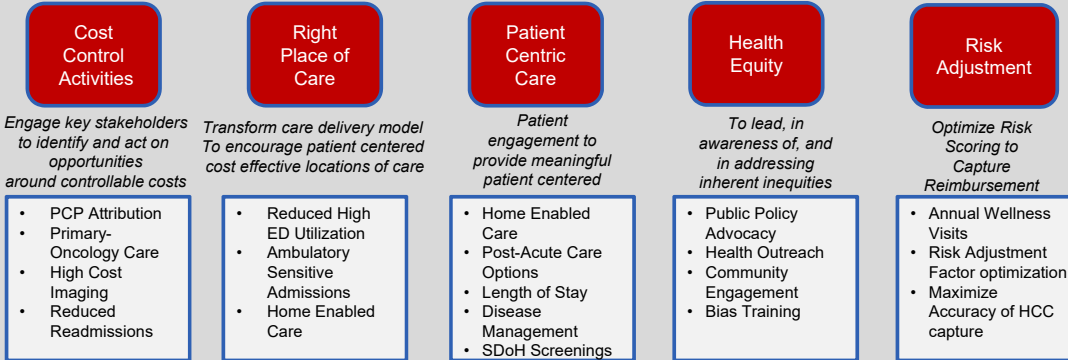 Cost
Control
Activities
Engage key stakeholders
to identify and act on
opportunities
around controllable costs
• PCP Attribution
• Primary-
Oncology Care
• High Cost
Imaging
• Reduced
Readmissions
Right
Place of
Care
Transform care delivery model
To encourage patient centered
cost effective locations of care
• Reduced High
ED Utilization
• Ambulatory
Sensitive
Admissions
• Home Enabled
Care
Patient
Centric
Care
Patient
engagement to
provide meaningful
patient centered
• Home Enabled
Care
• Post-Acute Care
Options
• Length of Stay
• Disease
Management
• SDoH Screenings
Health
Equity
To lead, in
awareness of, and
in addressing
inherent inequities
• Public Policy
Advocacy
• Health Outreach
• Community
Engagement
• Bias Training
Risk
Adjustment
Optimize Risk
Scoring to
Capture
Reimbursement
• Annual Wellness
Visits
• Risk Adjustment
Factor optimization
• Maximize
Accuracy of HCC
capture